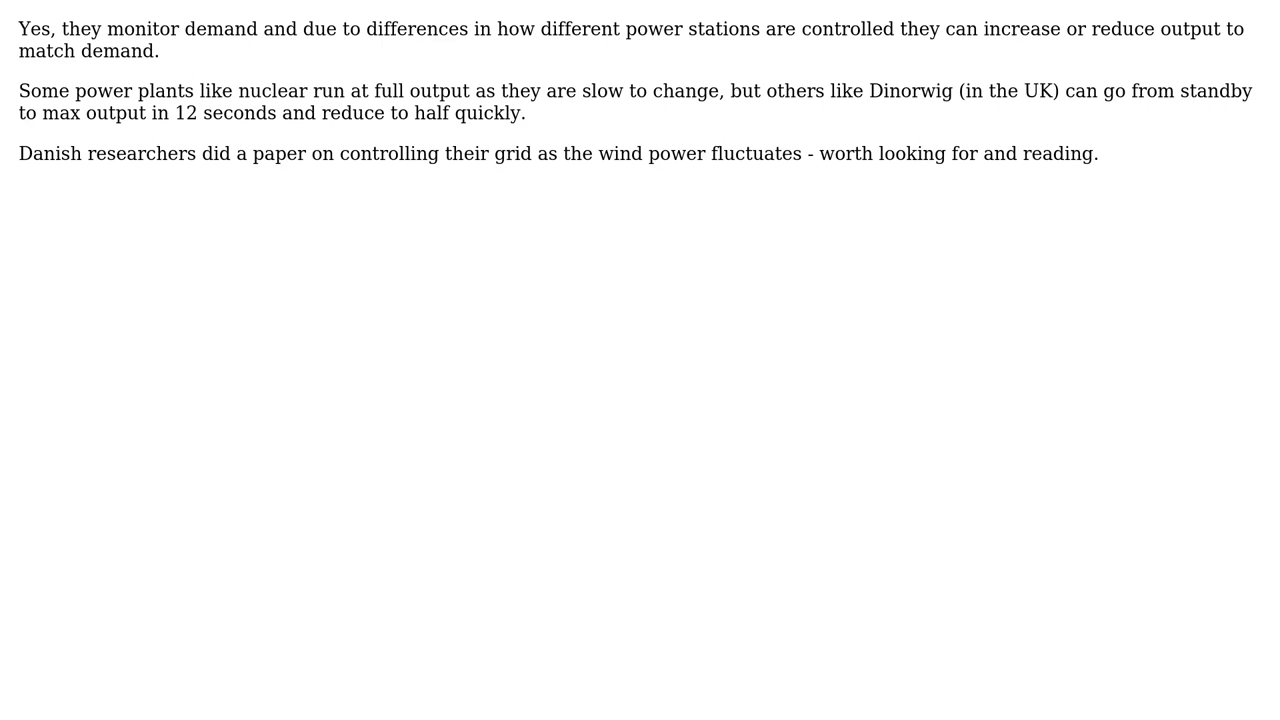 Yes, they monitor demand and due to differences in how different power stations are controlled they can increase or reduce output to
match demand.
Some power plants like nuclear run at full output as they are slow to change, but others like Dinorwig (in the UK) can go from standby
to max output in 12 seconds and reduce to half quickly.
Danish researchers did a paper on controlling their grid as the wind power fluctuates - worth looking for and reading.